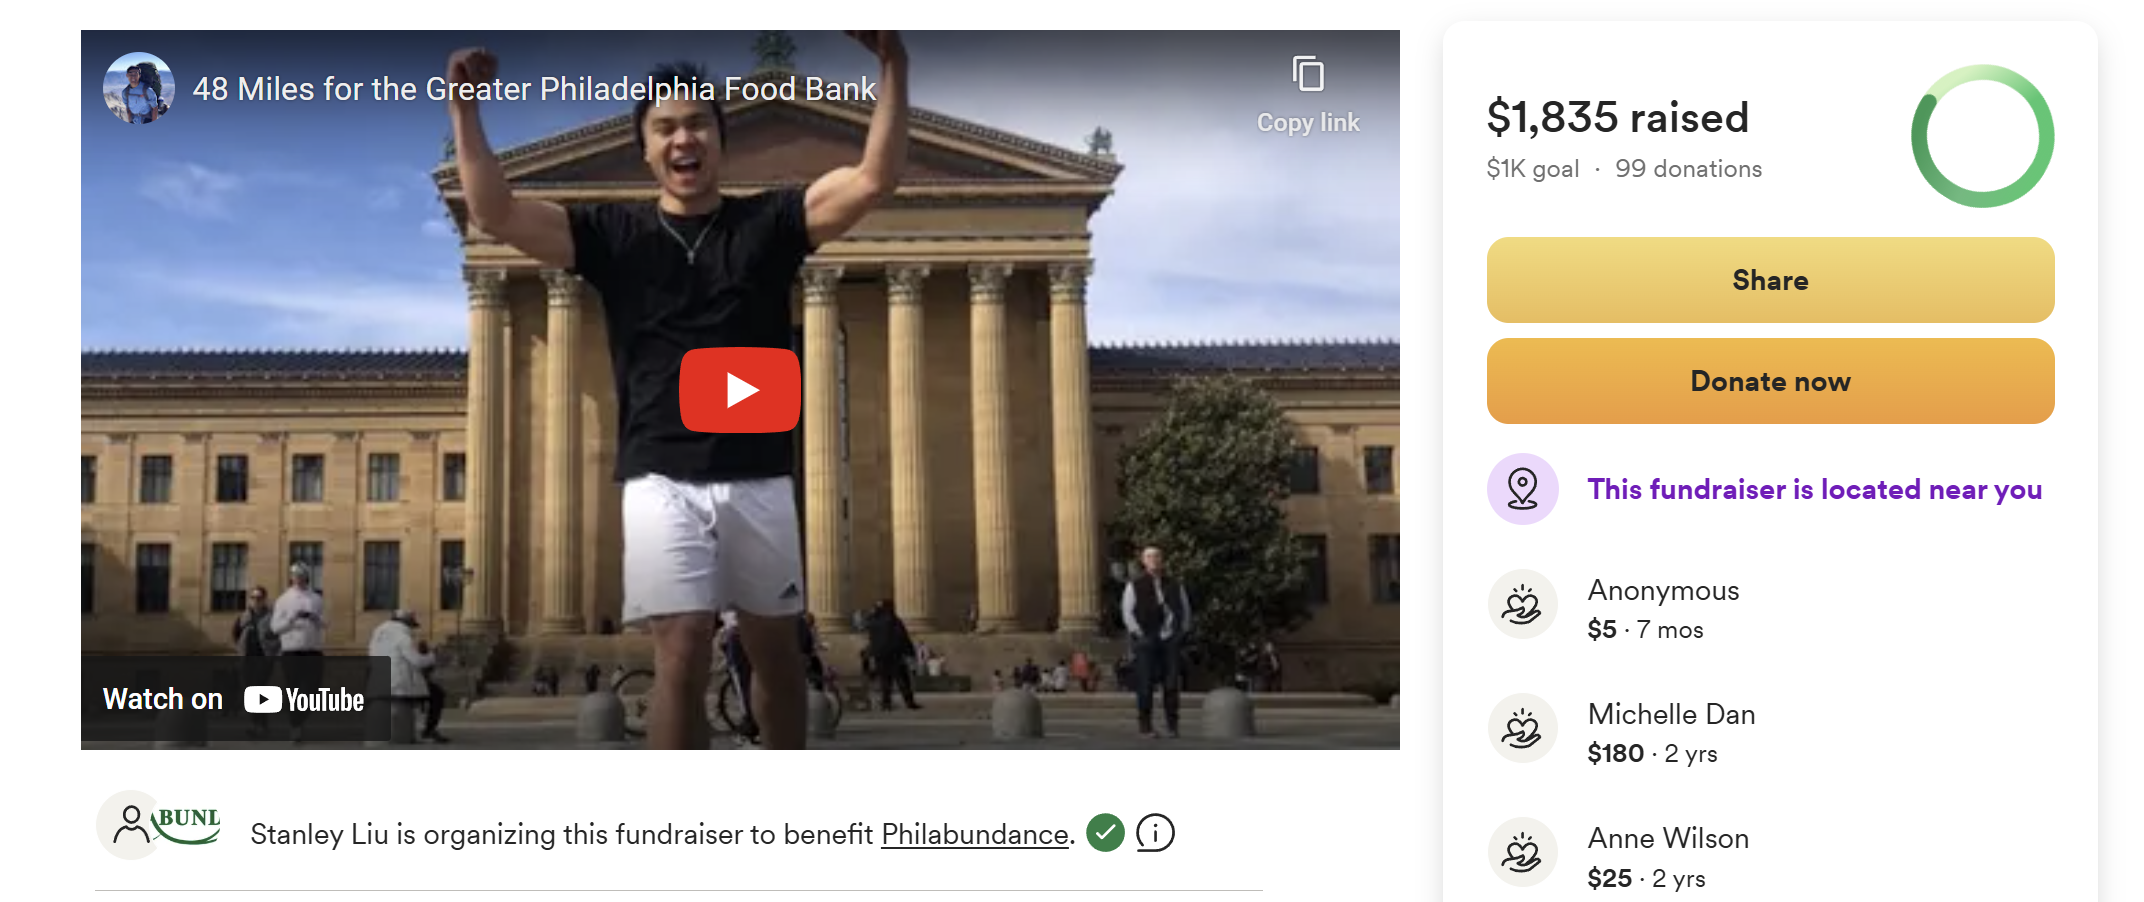 48 Miles for the Greater Philadelphia Food Bank
Copy link
Watch on YouTube
BUNL
Stanley Liu is organizing this fundraiser to benefit Philabundance.
$1,835 raised
$1K goal · 99 donations
Share
Donate now
This fundraiser is located near you
Anonymous
$5 · 7 mos
Michelle Dan
$180 · 2 yrs
Anne Wilson
$25 · 2 yrs